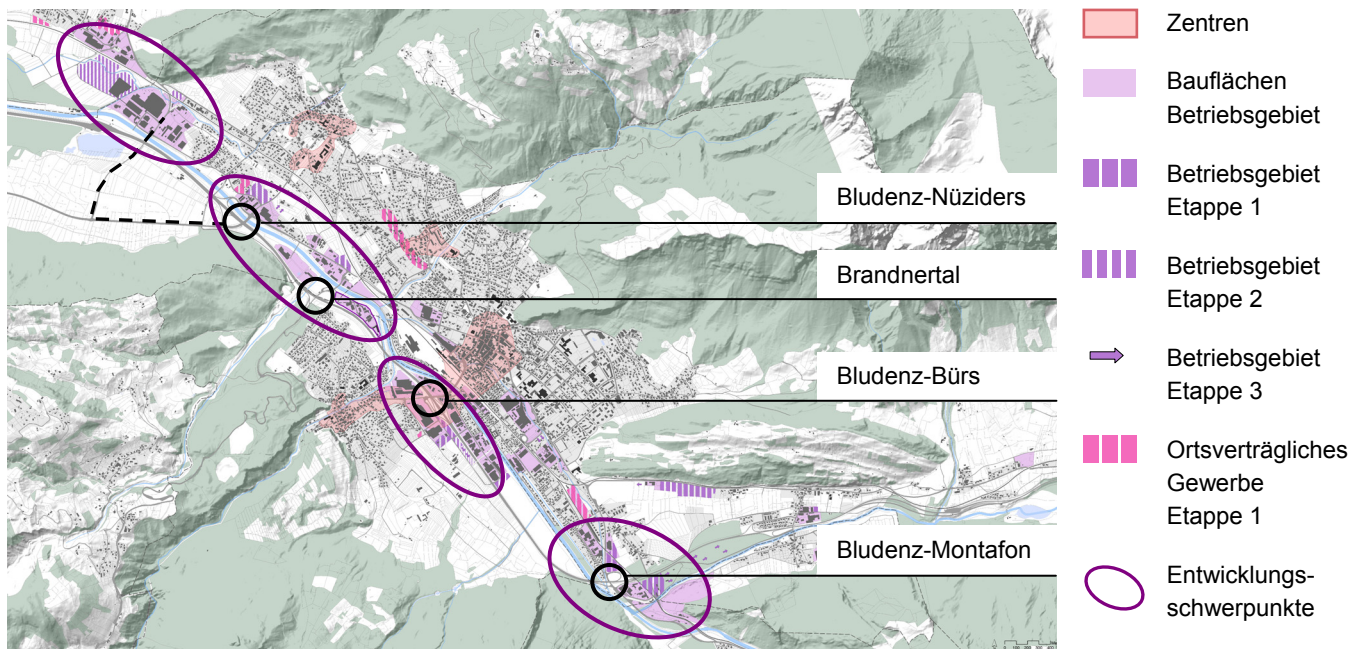 Bludenz-Nüziders
Brandnertal
Bludenz-Bürs
Bludenz-Montafon
Zentren
Bauflächen
Betriebsgebiet
Betriebsgebiet
Etappe 1
Betriebsgebiet
Etappe 2
Betriebsgebiet
Etappe 3
Ortsverträgliches
Gewerbe
Etappe 1
Entwicklungs-
schwerpunkte